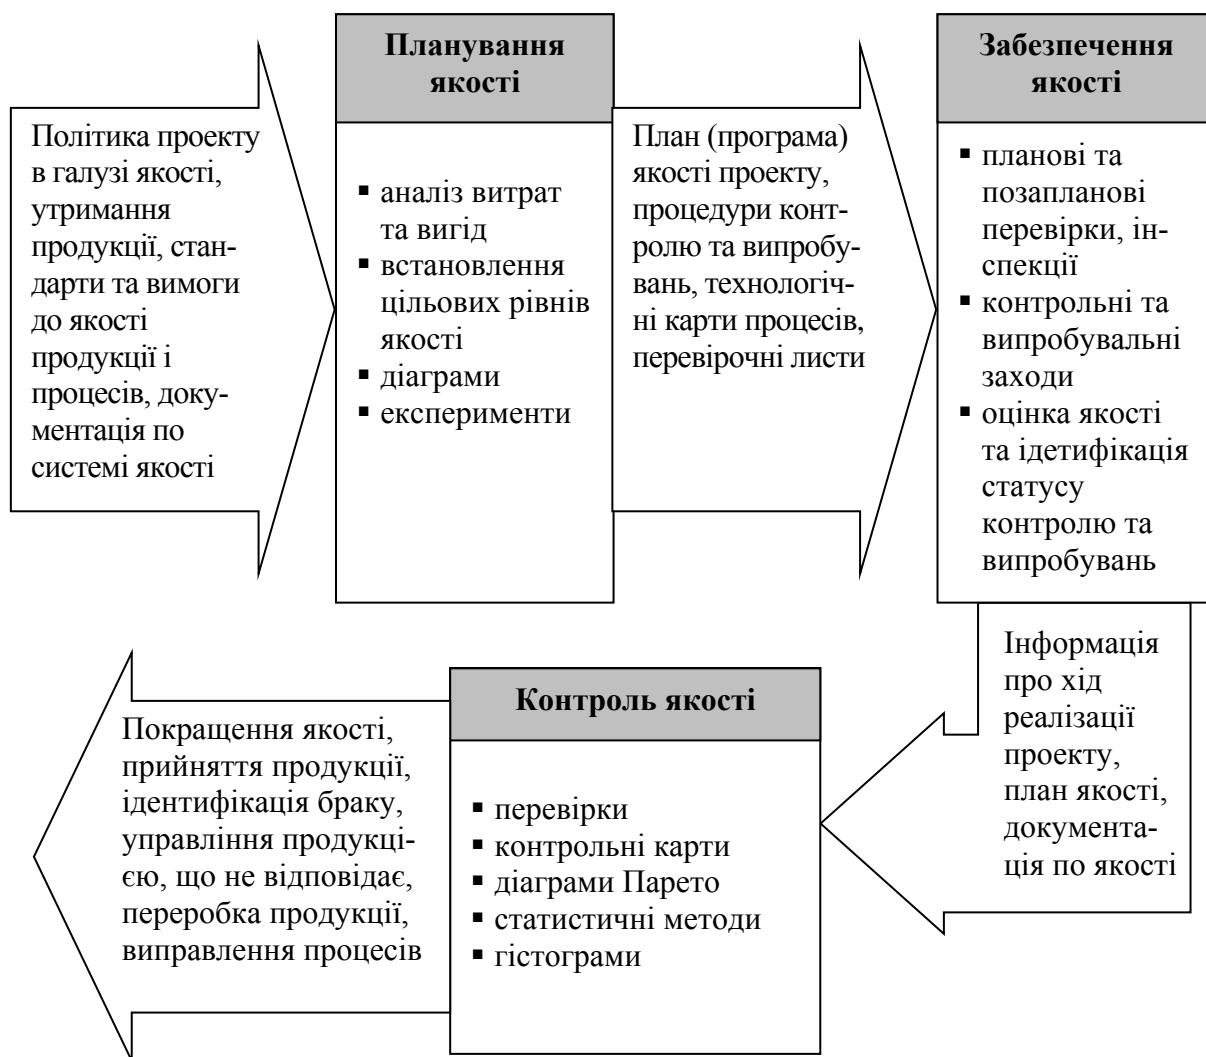 Політика проекту
в галузі якості,
утримання
продукції, стан-
дарти та вимоги
до якості
продукції і
процесів, доку-
ментація по
системі якості
Планування
якості
▪ аналіз витрат
та вигід
▪ встановлення
цільових рівнів
якості
▪ діаграми
▪ експерименти
План (програма)
якості проекту,
процедури конт-
ролю та випробу-
вань, технологіч-
ні карти процесів,
перевірочні листи
Забезпечення
якості
▪ планові та
позапланові
перевірки, ін-
спекції
▪ контрольні та
випробувальні
заходи
▪ оцінка якості
та ідетифікація
статусу
контролю та
випробувань
Інформація
про хід
реалізації
проекту,
план якості,
документа-
ція по якості
Контроль якості
▪ перевірки
▪ контрольні карти
▪ діаграми Парето
▪ статистичні методи
▪ гістограми
Покращення якості,
прийняття продукції,
ідентифікація браку,
управління продукці-
єю, що не відповідає,
переробка продукції,
виправлення процесів